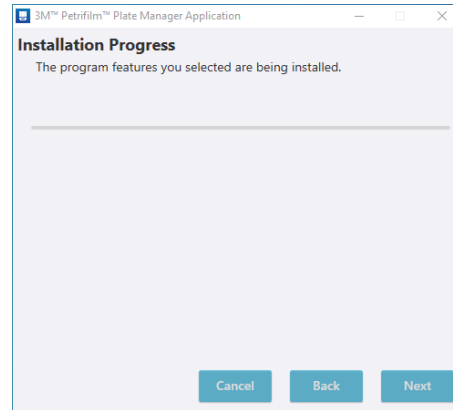 3M™ Petrifilm™ Plate Manager Application
Installation Progress
The program features you selected are being installed.
Cancel Back Next